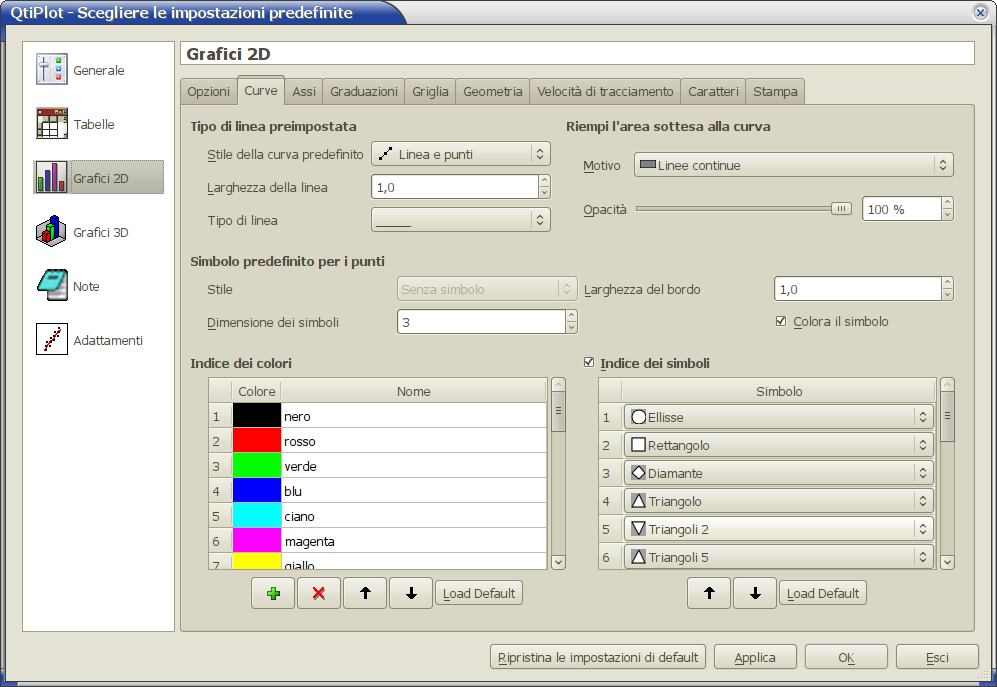 QtiPlot - Scegliere le impostazioni predefinite
Generale
Tabelle
Grafici 2D
Grafici 3D
Note
Adattamenti
Grafici 2D
Opzioni Curve Assi Graduazioni Griglia Geometria Velocità di tracciamento Caratteri Stampa
Tipo di linea preimpostata
Stile della curva predefinito Linea e punti
Larghezza della linea 1,0
Tipo di linea
Riempi l'area sottesa alla curva
Motivo Linee continue
Opacità 100 %
Simbolo predefinito per i punti
Stile Senza simbolo Larghezza del bordo 1,0
Dimensione dei simboli 3 Colora il simbolo
Indice dei colori
Colore Nome
1 nero
2 rosso
3 verde
4 blu
5 ciano
6 magenta
7 giallo
Load Default
Indice dei simboli
Simbolo
1 Ellisse
2 Rettangolo
3 Diamante
4 Triangolo
5 Triangoli 2
6 Triangoli 5
Load Default
Ripristina le impostazioni di default Applica OK Esci